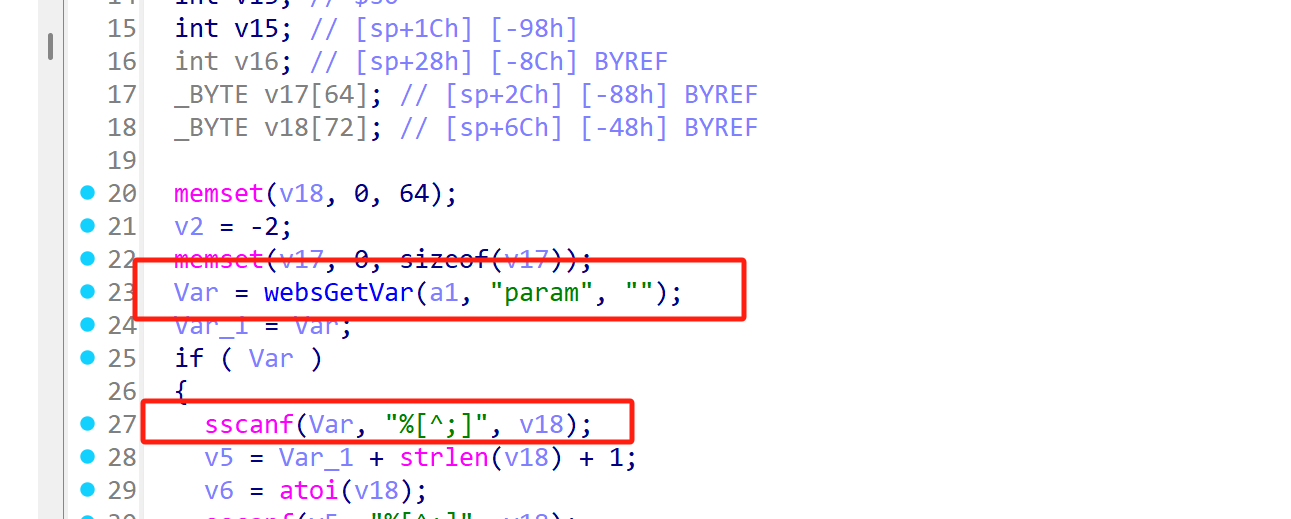 15 int v15; // [sp+1Ch] [-98h]
16 int v16; // [sp+28h] [-8Ch] BYREF
17 _BYTE v17[64]; // [sp+2Ch] [-88h] BYREF
18 _BYTE v18[72]; // [sp+6Ch] [-48h] BYREF
19
20 memset(v18, 0, 64);
21 v2 = -2;
22 memset(v17, 0, sizeof(v17));
23 Var = websGetVar(a1, "param", "");
24 Var_1 = Var;
25 if ( Var )
26 {
27 sscanf(Var, "%[^;]", v18);
28 v5 = Var_1 + strlen(v18) + 1;
29 v6 = atoi(v18);